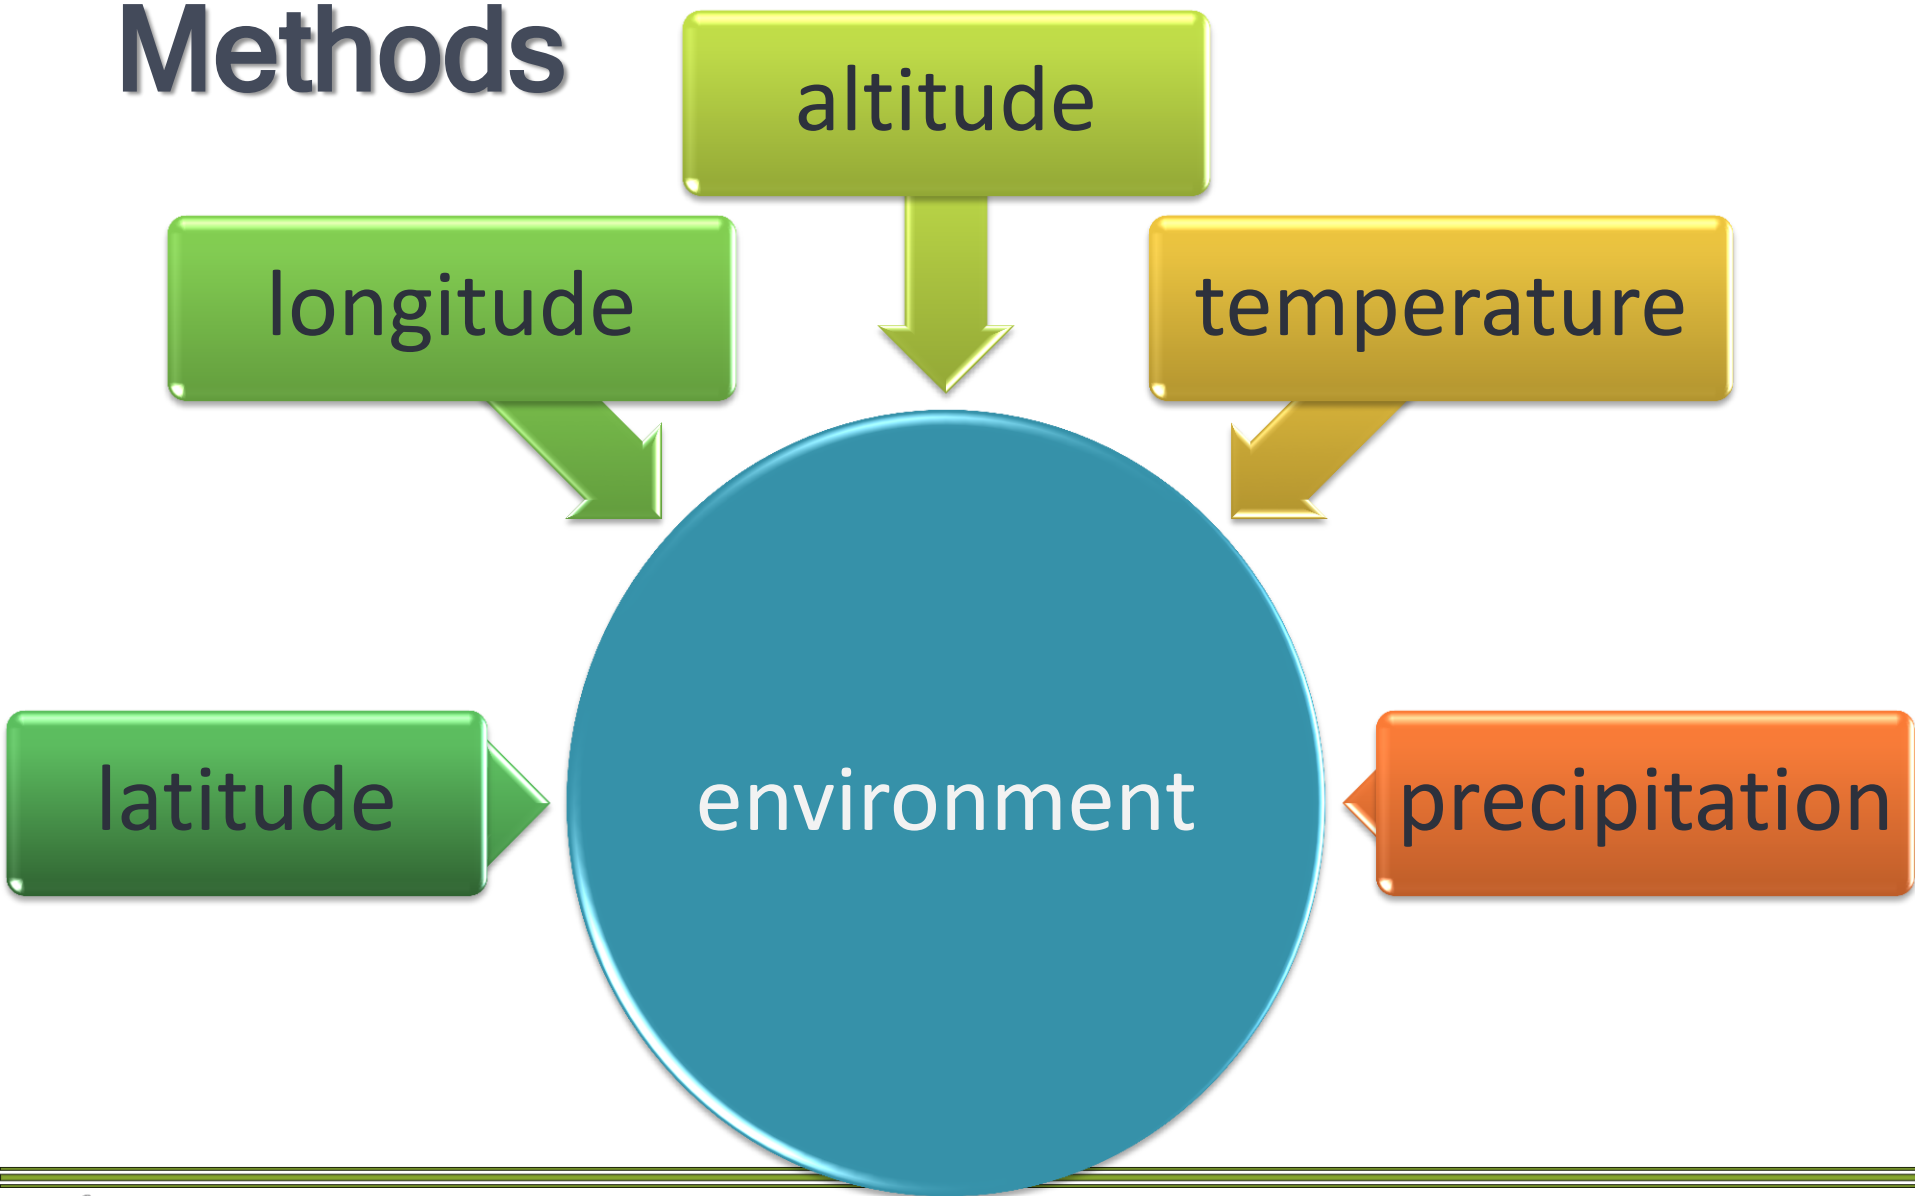 Methods
altitude
longitude
temperature
latitude
environment
precipitation